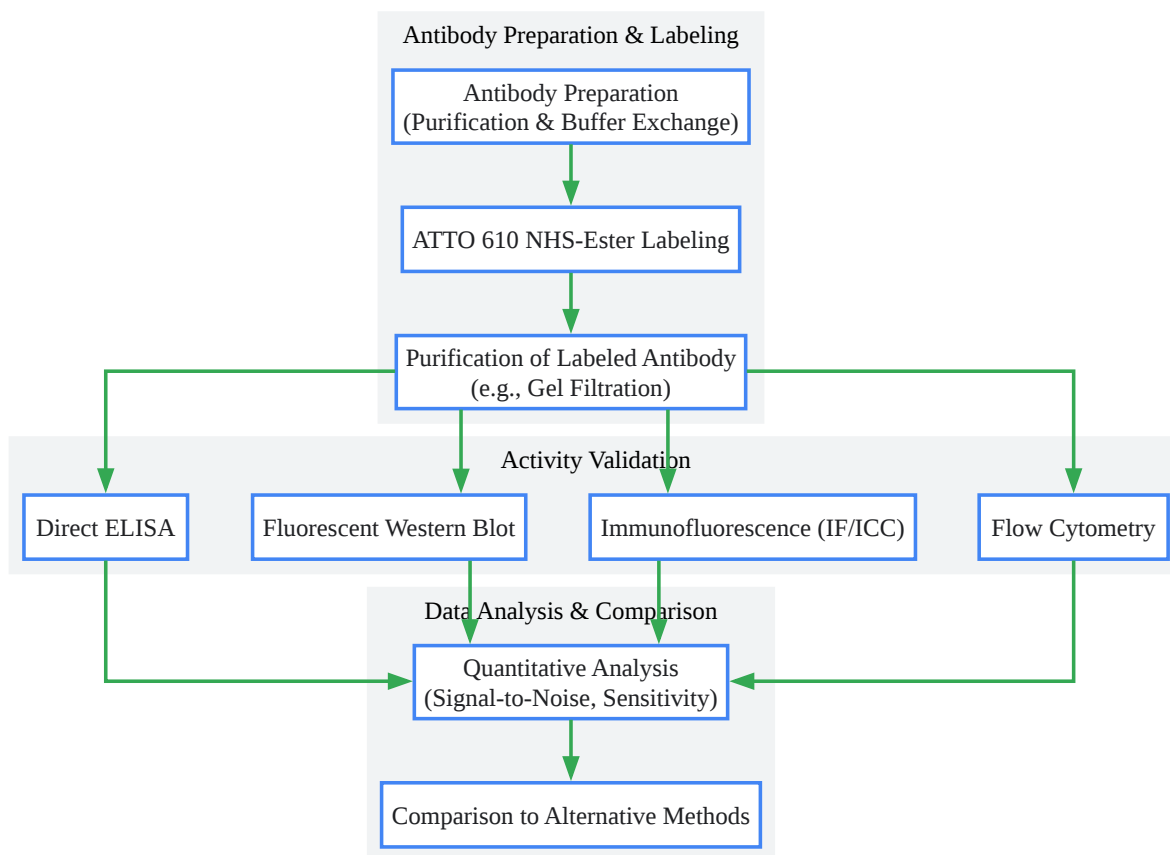 Antibody Preparation & Labeling
Antibody Preparation
(Purification & Buffer Exchange)
ATTO 610 NHS-Ester Labeling
Purification of Labeled Antibody
(e.g., Gel Filtration)
Activity Validation
Direct ELISA
Fluorescent Western Blot
Immunofluorescence (IF/ICC)
Flow Cytometry
Data Analysis & Comparison
Quantitative Analysis
(Signal-to-Noise, Sensitivity)
Comparison to Alternative Methods